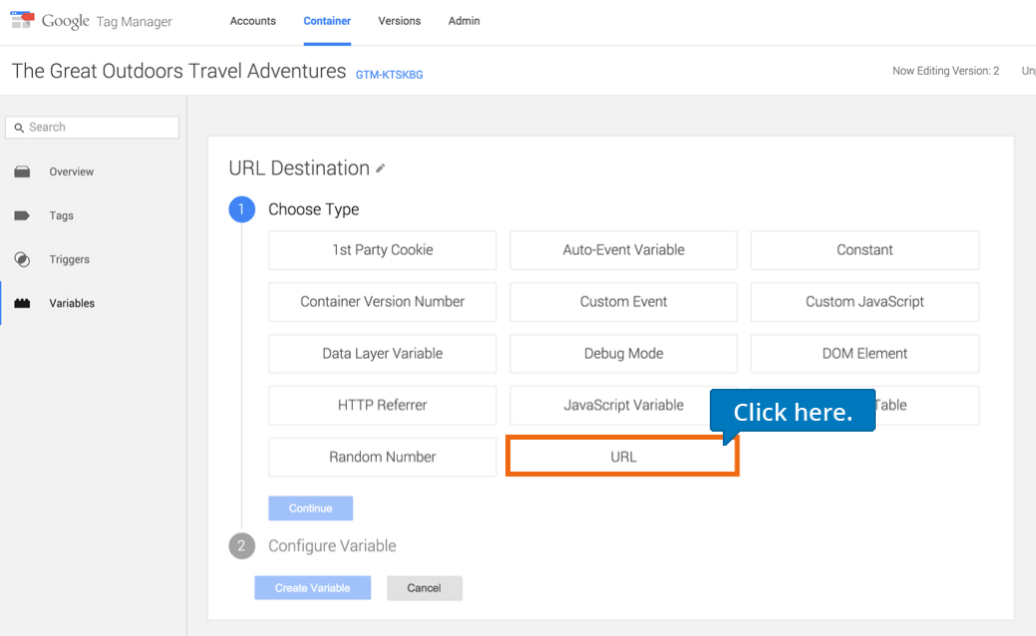 Google Tag Manager
Accounts
Container
Versions
Admin
The Great Outdoors Travel Adventures GTM-KTSKBG
Now Editing Version: 2
Search
Overview
Tags
Triggers
Variables
URL Destination
1 Choose Type
1st Party Cookie
Auto-Event Variable
Constant
Container Version Number
Custom Event
Custom JavaScript
Data Layer Variable
Debug Mode
DOM Element
HTTP Referrer
JavaScript Variable
Table
Click here.
Random Number
URL
Continue
2 Configure Variable
Create Variable
Cancel